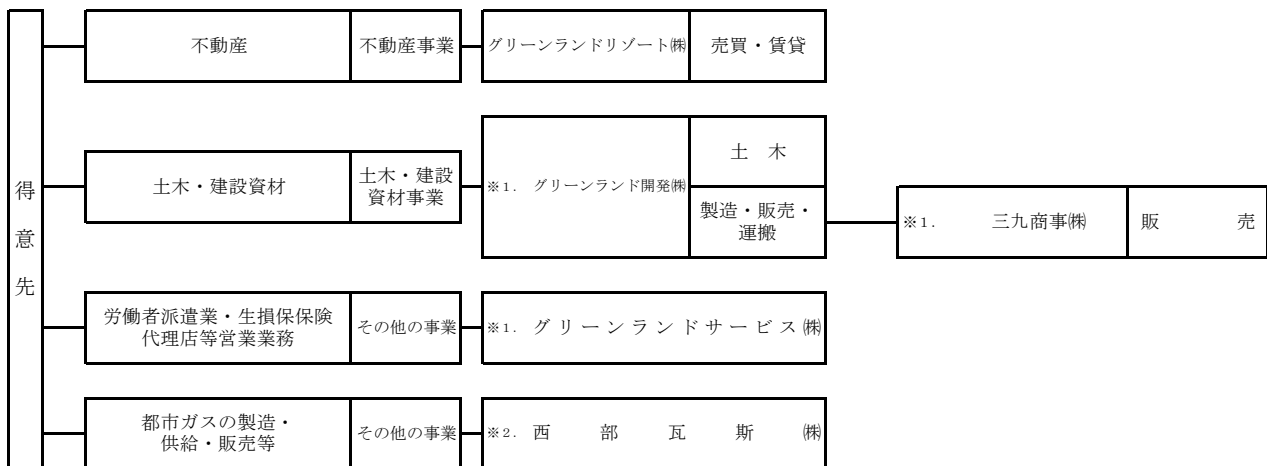 得意先
不動産
不動産事業
グリーンランドリゾート㈱
売買・賃貸
土木・建設資材
土木・建設
資材事業
※1. グリーンランド開発㈱
土 木
製造・販売・
運搬
※1. 三九商事㈱
販 売
労働者派遣業・生損保保険
代理店等営業業務
その他の事業
※1. グリーンランドサービス㈱
都市ガスの製造・
供給・販売等
その他の事業
※2. 西 部 瓦 斯 ㈱